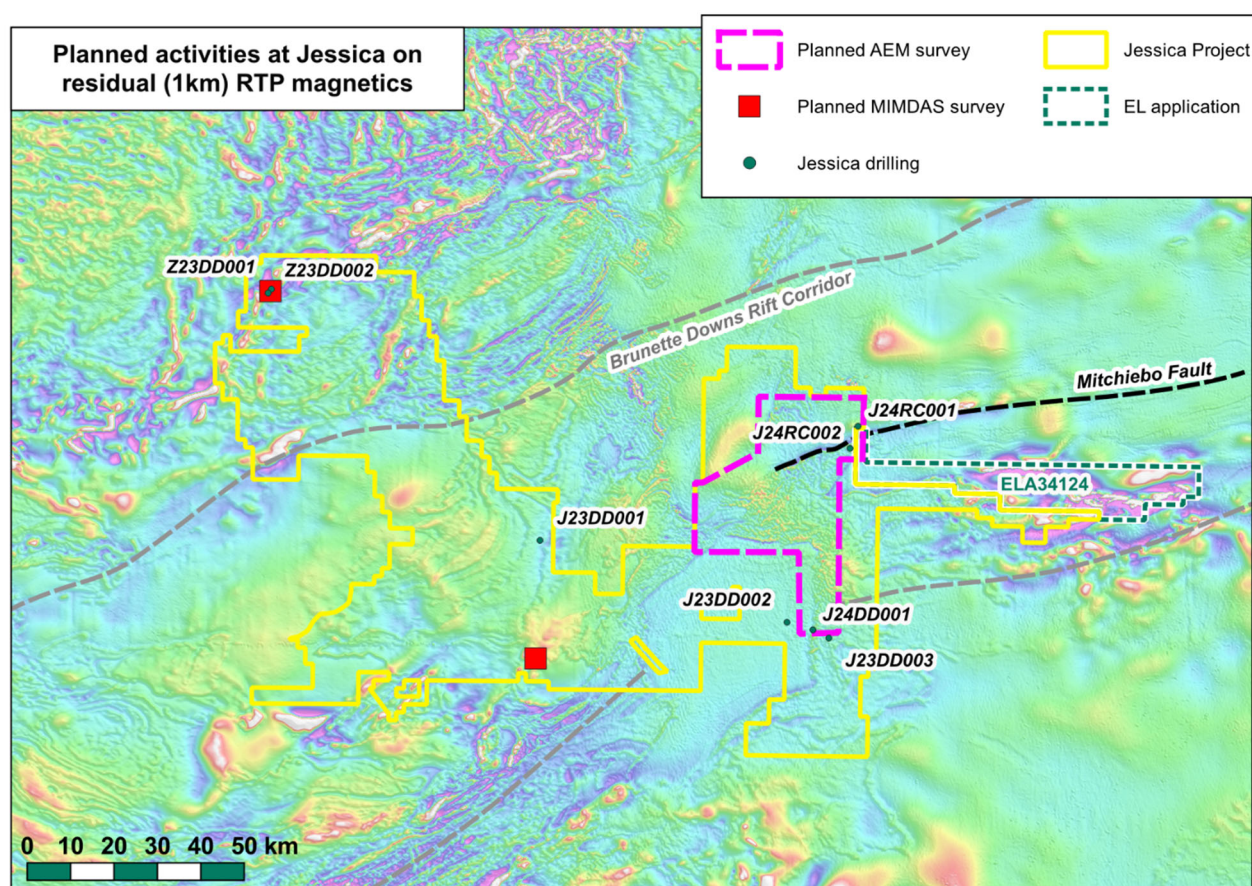 Planned activities at Jessica on
residual (1km) RTP magnetics
Planned AEM survey
Jessica Project
Planned MIMDAS survey
EL application
Jessica drilling
Z23DD001
Z23DD002
Brunette Downs Rift Corridor
Mitchiebo Fault
J24RC001
J24RC002
ELA34124
J23DD001
J23DD002
J24DD001
J23DD003
0 10 20 30 40 50 km